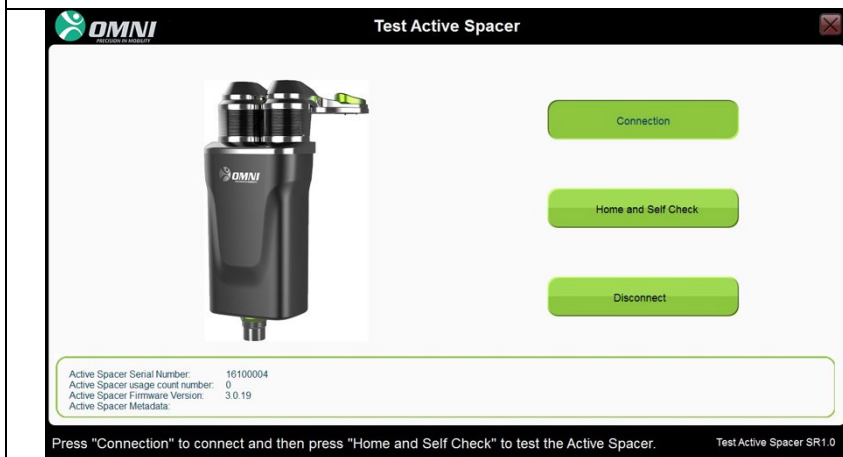 OMNI
PRECISION IN MOBILITY
Test Active Spacer
OMNI
Connection
Home and Self Check
Disconnect
Active Spacer Serial Number: 16100004
Active Spacer usage count number: 0
Active Spacer Firmware Version: 3.0.19
Active Spacer Metadata:
Press "Connection" to connect and then press "Home and Self Check" to test the Active Spacer.
Test Active Spacer SR1.0